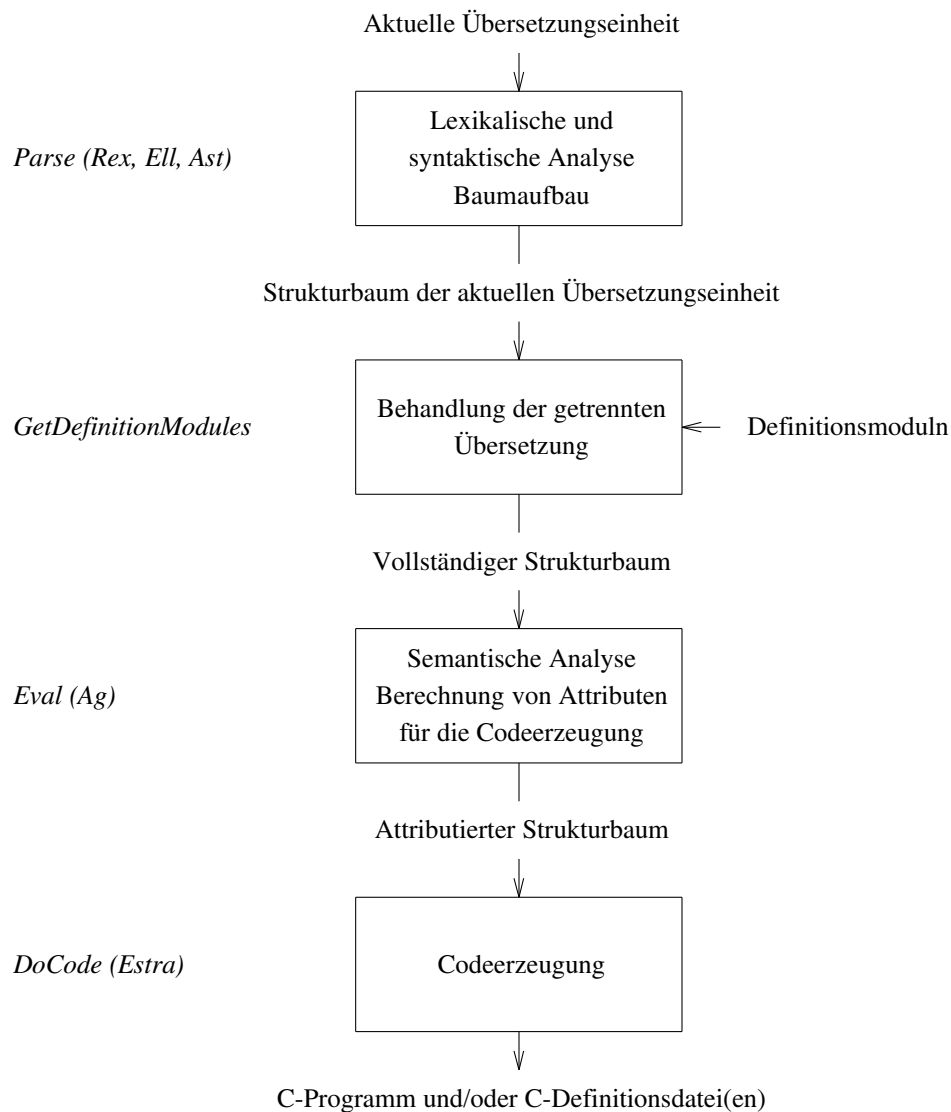 Aktuelle Übersetzungseinheit
Lexikalische und
Parse (Rex, Ell, Ast)
syntaktische Analyse
Baumaufbau
Strukturbaum der aktuellen Übersetzungseinheit
GetDefinitionModules
Behandlung der getrennten
Übersetzung
Definitionsmoduln
Vollständiger Strukturbaum
Semantische Analyse
Eval (Ag)
Berechnung von Attributen
für die Codeerzeugung
Attributierter Strukturbaum
DoCode (Estra)
Codeerzeugung
C-Programm und/oder C-Definitionsdatei(en)